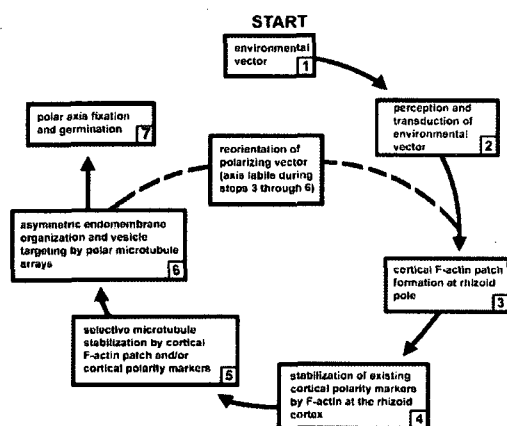 START
environmental
vector
1
perception and
transduction of
environmental
vector
2
cortical F-actin patch
formation at rhizoid
pole
3
stabilization of existing
cortical polarity markers
by F-actin at the rhizoid
cortex
4
selective microtubule
stabilization by cortical
F-actin patch and/or
cortical polarity markers
5
asymmetric endomembrane
organization and vesicle
targeting by polar microtubule
arrays
6
polar axis fixation
and germination
7
reorientation of
polarizing vector
(axis labile during
steps 3 through 6)